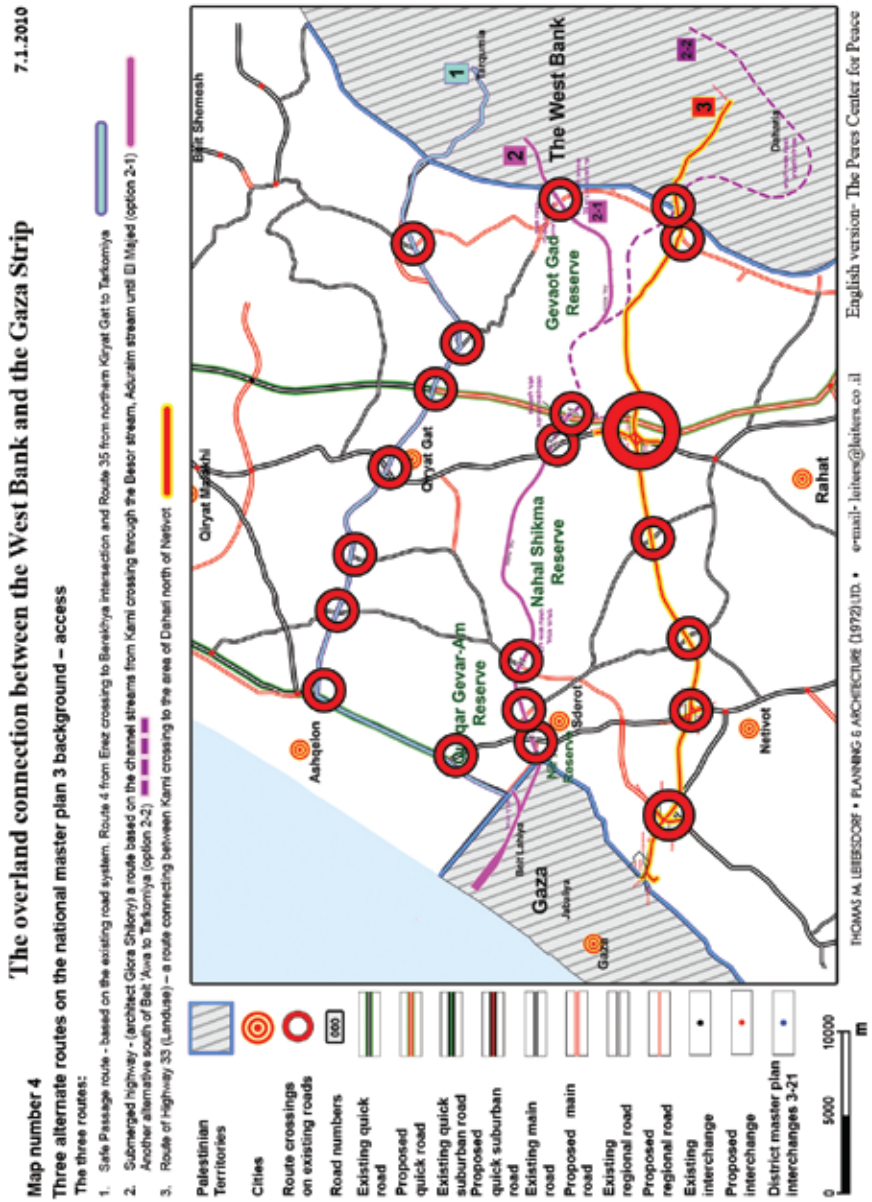 The overland connection between the West Bank and the Gaza Strip
7.1.2010
Map number 4
Three alternate routes on the national master plan 3 background – access
The three routes:
1. Safe Passage route - based on the existing road system. Route 4 from Erez crossing to Berekhya intersection and Route 35 from northern Kiryat Gat to Tarkomiya
2. Submerged highway - (architect Giora Shilony) a route based on the channel streams from Karni crossing through the Besor stream, Aduraim stream until El Majed (option 2-1)
Another alternative south of Beit 'Awa to Tarkomiya (option 2-2)
3. Route of Highway 33 (Landuse) – a route connecting between Karni crossing to the area of Dahari north of Netivot
Palestinian
Territories
Cities
Route crossings
on existing roads
000
Road numbers
Existing quick
road
Proposed
quick road
Existing quick
suburban road
Proposed
quick suburban
road
Existing main
road
Proposed main
road
Existing
regional road
Proposed
regional road
Existing
interchange
Proposed
interchange
District master plan
interchanges 3-21
0 5000 10000
m
Beit Shemesh
Qiryat Malakhi
1
Tarqumia
Ashqelon
Qiryat Gat
2
The West Bank
2-1
Gevaot Gad
Reserve
3
2-2
Daharia
Gevar-Am
Reserve
Nahal Shikma
Reserve
Sderot
Reserve
Beit Lahiya
Gaza
Jabaliya
Gaza
Netivot
Rahat
THOMAS M. LEITERSDORF • PLANNING & ARCHITECTURE (1972)LTD. • e-mail- leiters@leiters.co .il
English version- The Peres Center for Peace